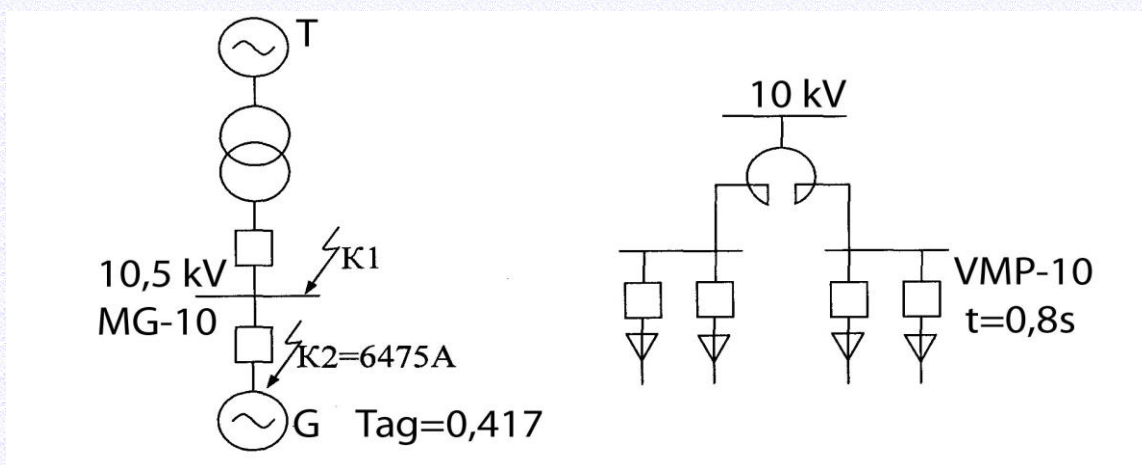 T
K1
10,5 kV
MG-10
K2=6475A
G Tag=0,417
10 kV
VMP-10
t=0,8s